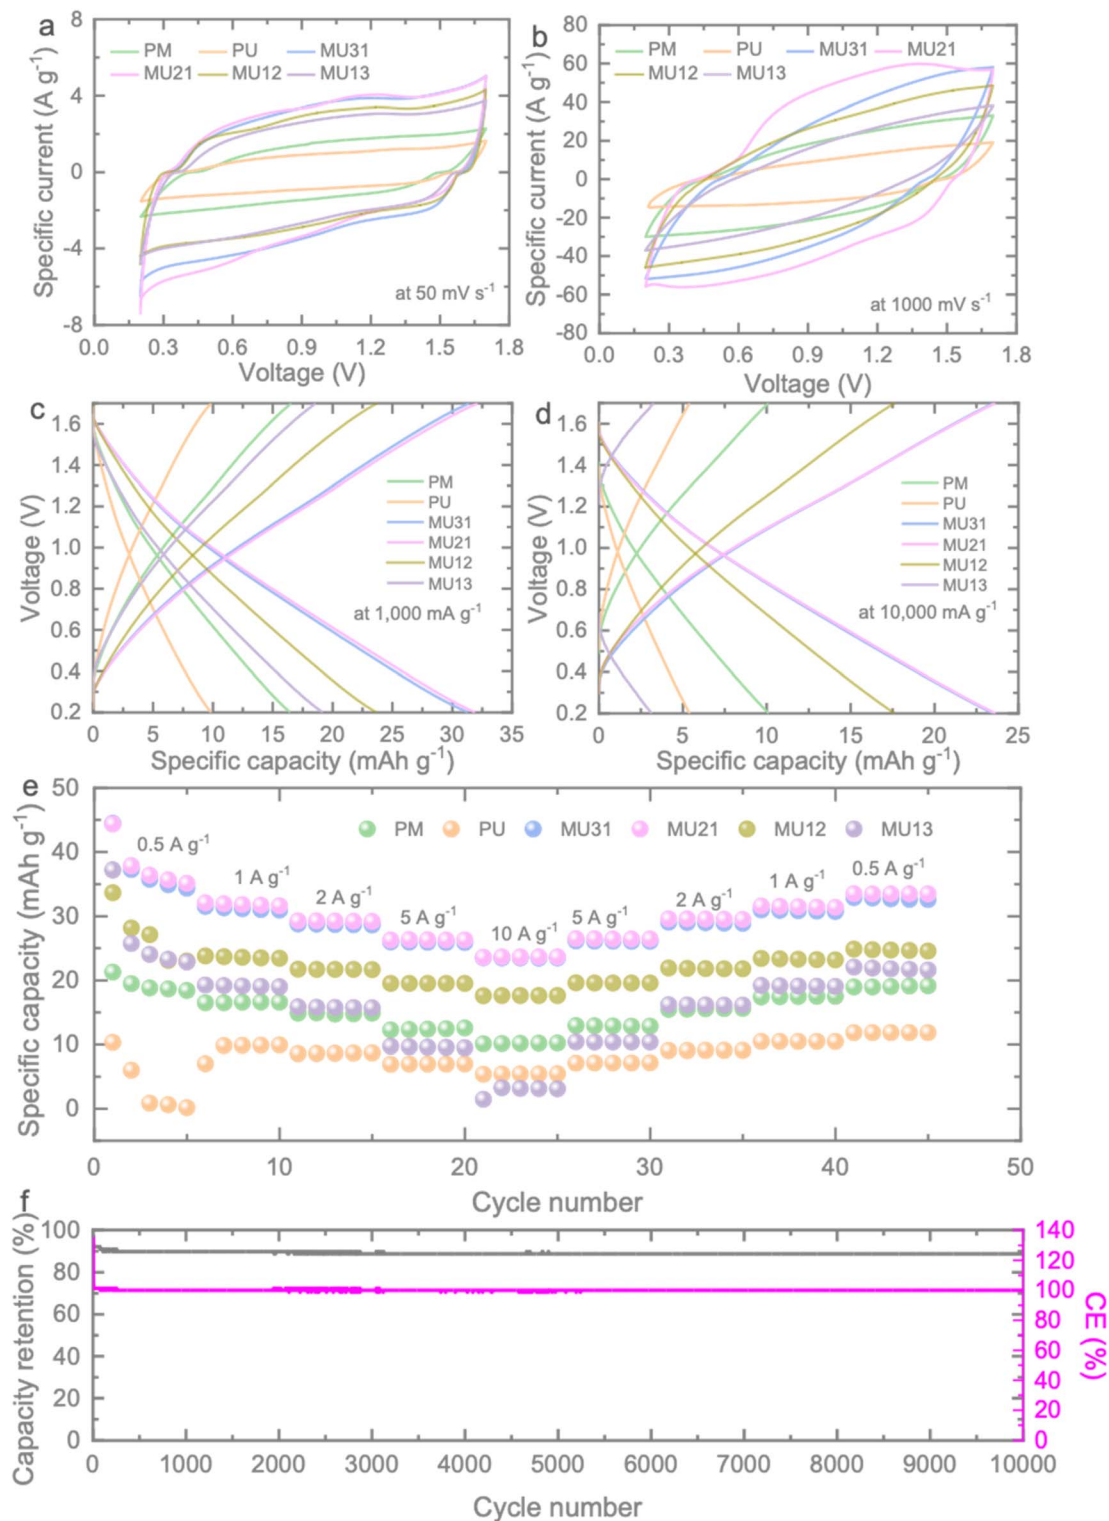 a
8
4
0
-4
-8
Specific current (A g⁻¹)
PM PU MU31
MU21 MU12 MU13
at 50 mV s⁻¹
0.0 0.3 0.6 0.9 1.2 1.5 1.8
Voltage (V)
b
80
60
40
20
0
-20
-40
-60
-80
Specific current (A g⁻¹)
PM PU MU31 MU21
MU12 MU13
at 1000 mV s⁻¹
0.0 0.3 0.6 0.9 1.2 1.5 1.8
Voltage (V)
c
1.6
1.4
1.2
1.0
0.8
0.6
0.4
0.2
Voltage (V)
PM
PU
MU31
MU21
MU12
MU13
at 1,000 mA g⁻¹
0 5 10 15 20 25 30 35
Specific capacity (mAh g⁻¹)
d
1.6
1.4
1.2
1.0
0.8
0.6
0.4
0.2
Voltage (V)
PM
PU
MU31
MU21
MU12
MU13
at 10,000 mA g⁻¹
0 5 10 15 20 25
Specific capacity (mAh g⁻¹)
e
50
40
30
20
10
0
Specific capacity (mAh g⁻¹)
PM PU MU31 MU21 MU12 MU13
0.5 A g⁻¹
1 A g⁻¹
2 A g⁻¹
5 A g⁻¹
10 A g⁻¹
5 A g⁻¹
2 A g⁻¹
1 A g⁻¹
0.5 A g⁻¹
0 10 20 30 40 50
Cycle number
f
100
80
60
40
20
0
Capacity retention (%)
140
120
100
80
60
40
20
0
CE (%)
0 1000 2000 3000 4000 5000 6000 7000 8000 9000 10000
Cycle number